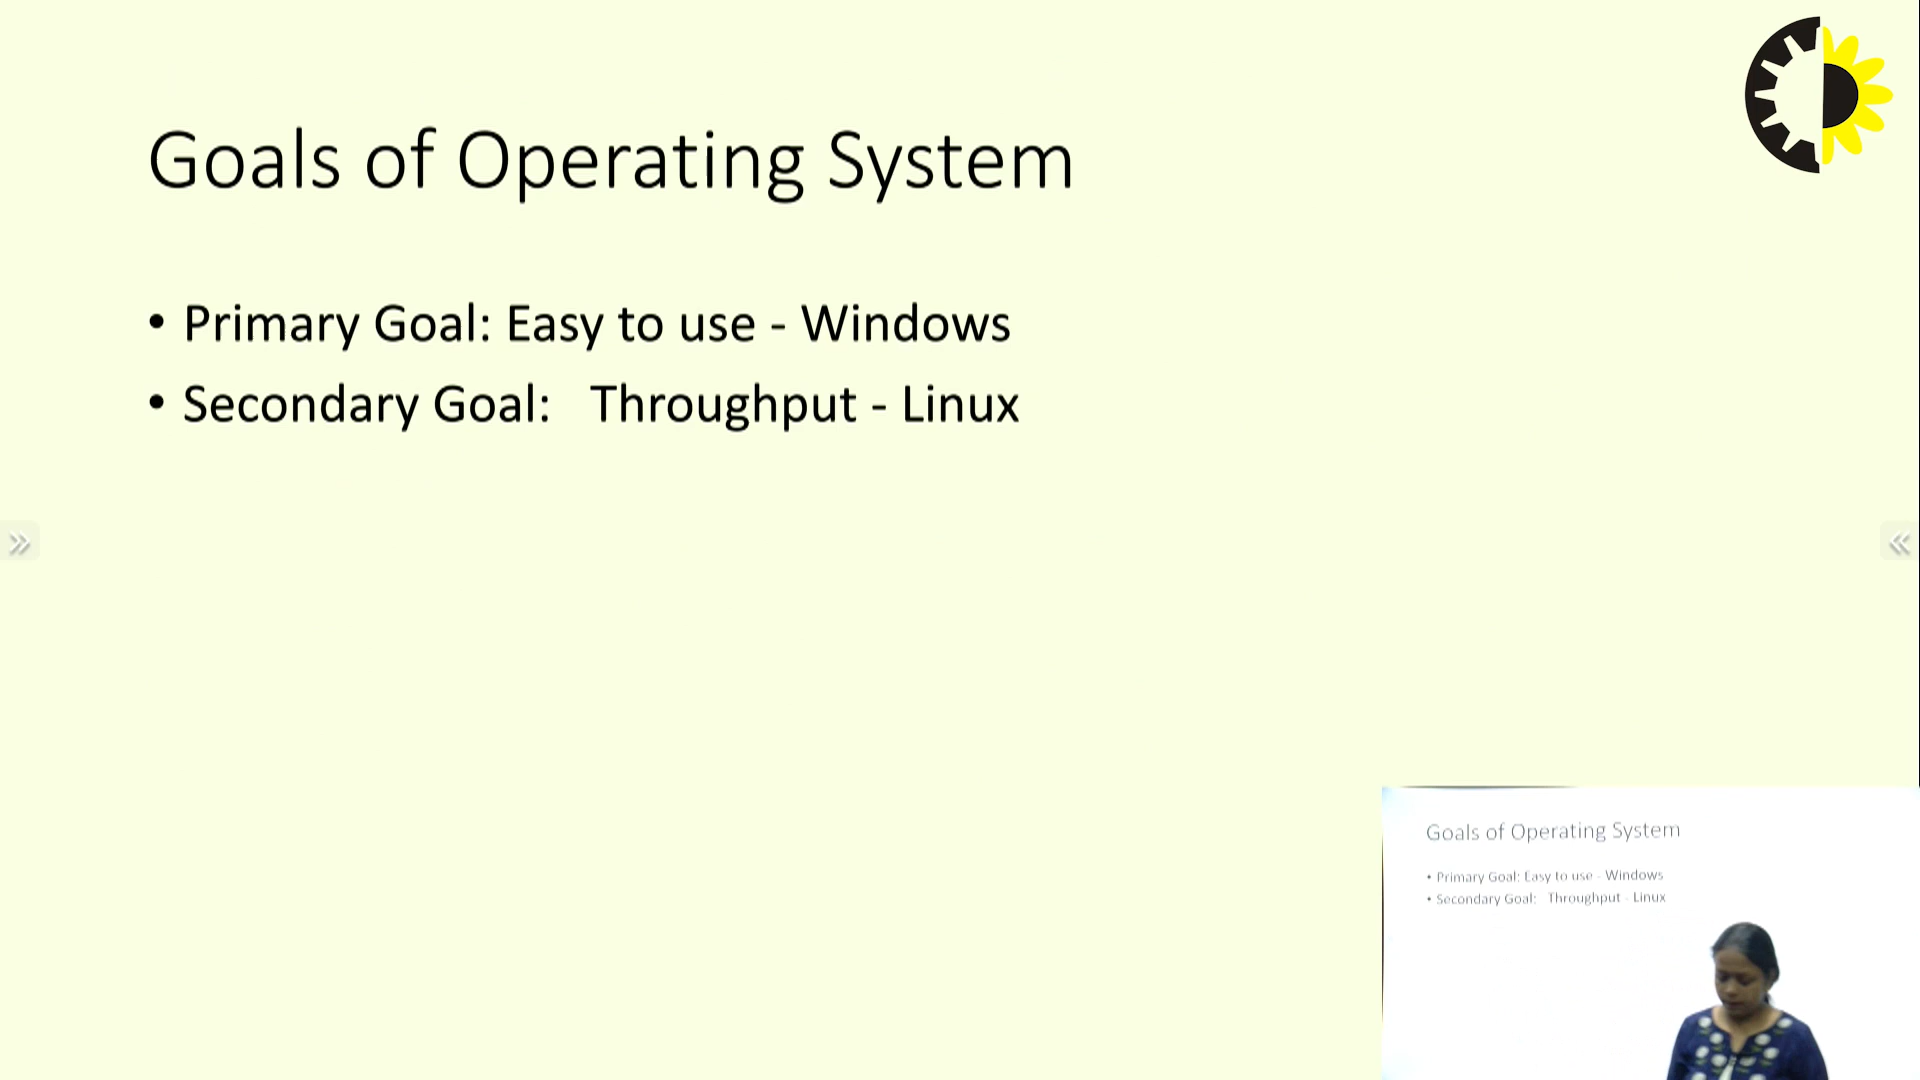 Goals of Operating System
• Primary Goal: Easy to use - Windows
• Secondary Goal: Throughput - Linux
Goals of Operating System
• Primary Goal: Easy to use - Windows
• Secondary Goal: Throughput - Linux